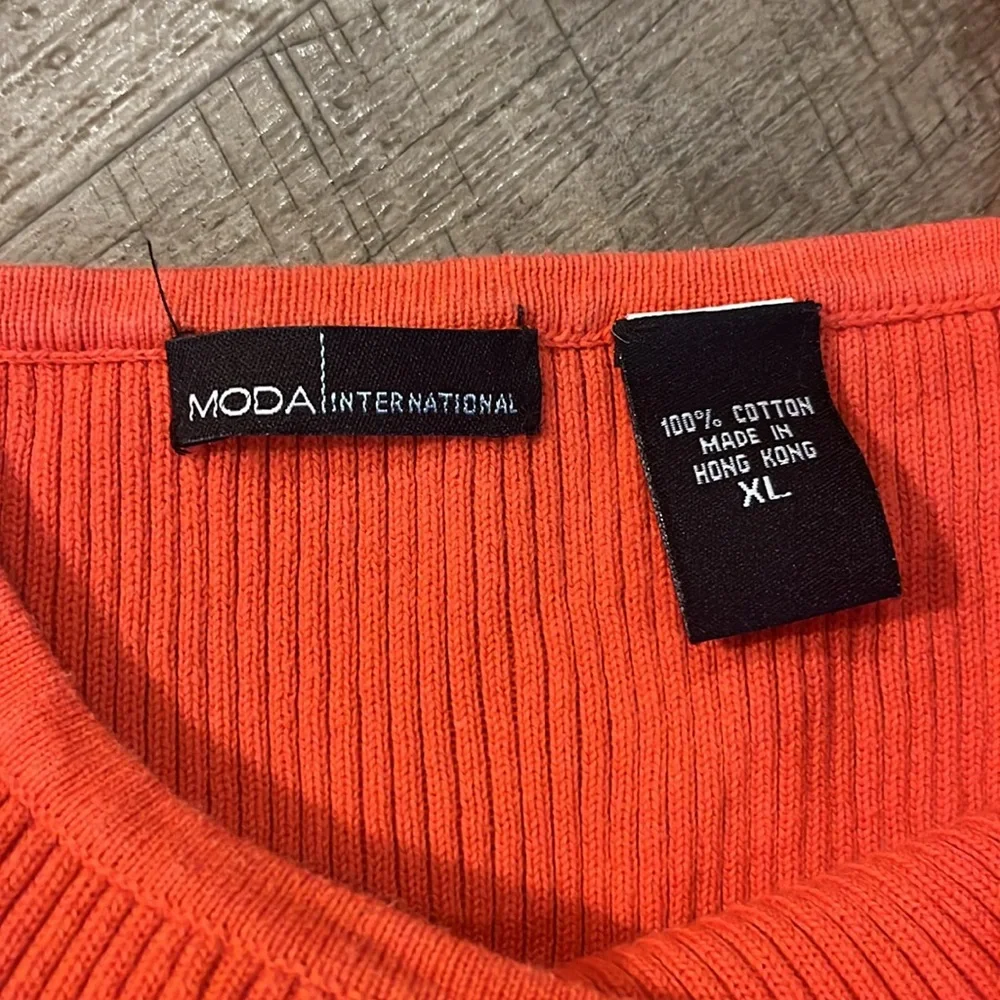 MODA INTERNATIONAL
100% COTTON
MADE IN
HONG KONG
XL